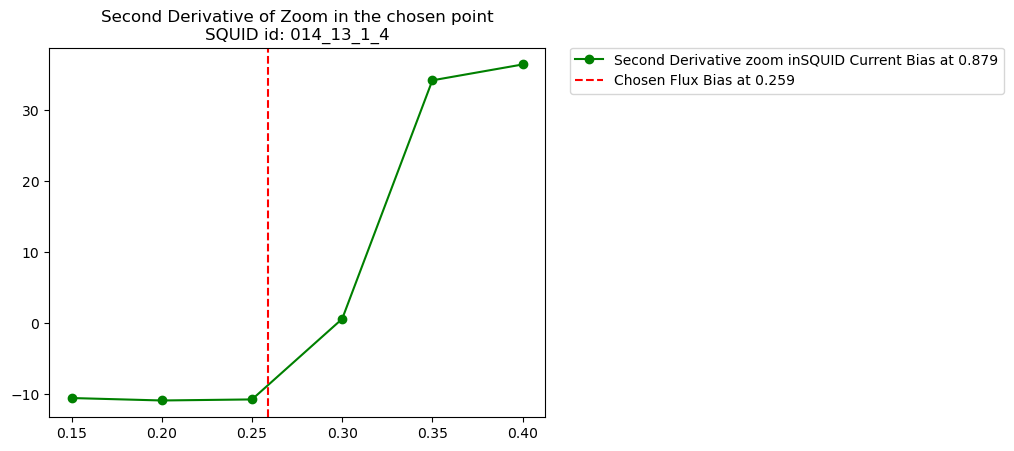 Second Derivative of Zoom in the chosen point
SQUID id: 014_13_1_4
Second Derivative zoom inSQUID Current Bias at 0.879
Chosen Flux Bias at 0.259
30
20
10
0
−10
0.15 0.20 0.25 0.30 0.35 0.40